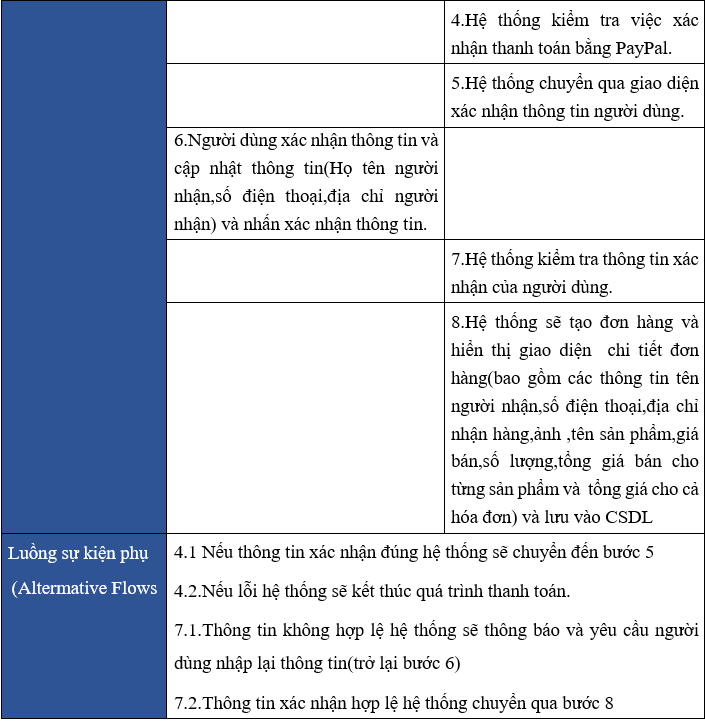 4.Hệ thống kiểm tra việc xác
nhận thanh toán bằng PayPal.
5.Hệ thống chuyển qua giao diện
xác nhận thông tin người dùng.
6.Người dùng xác nhận thông tin và
cập nhật thông tin(Họ tên người
nhận,số điện thoại,địa chỉ người
nhận) và nhấn xác nhận thông tin.
7.Hệ thống kiểm tra thông tin xác
nhận của người dùng.
8.Hệ thống sẽ tạo đơn hàng và
hiển thị giao diện chi tiết đơn
hàng(bao gồm các thông tin tên
người nhận,số điện thoại,địa chỉ
nhận hàng,ảnh ,tên sản phẩm,giá
bán,số lượng,tổng giá bán cho
từng sản phẩm và tổng giá cho cả
hóa đơn) và lưu vào CSDL
Luồng sự kiện phụ
(Altermative Flows
4.1 Nếu thông tin xác nhận đúng hệ thống sẽ chuyển đến bước 5
4.2.Nếu lỗi hệ thống sẽ kết thúc quá trình thanh toán.
7.1.Thông tin không hợp lệ hệ thống sẽ thông báo và yêu cầu người
dùng nhập lại thông tin(trở lại bước 6)
7.2.Thông tin xác nhận hợp lệ hệ thống chuyển qua bước 8